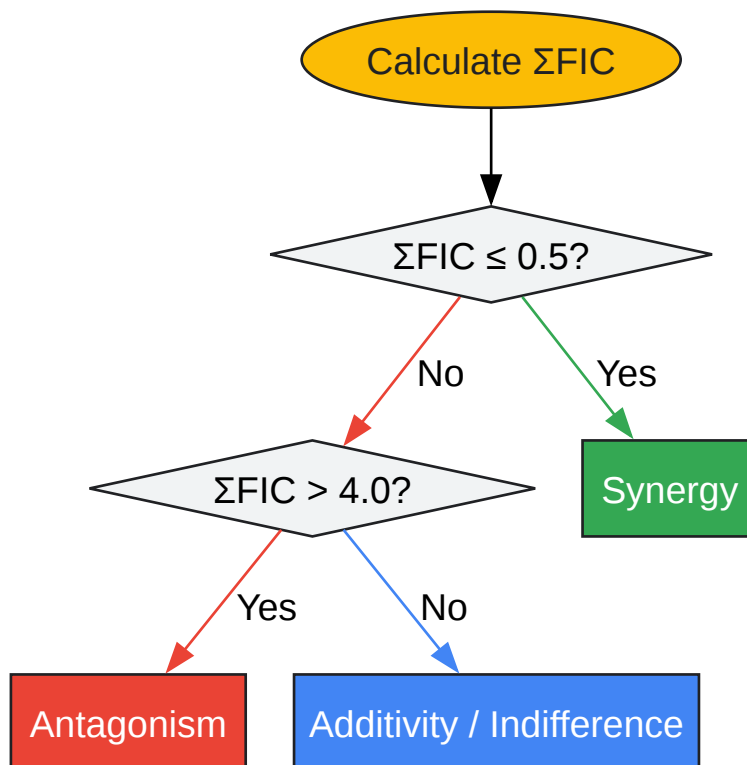 Calculate ΣFIC
ΣFIC ≤ 0.5?
No
Yes
ΣFIC > 4.0?
Synergy
Yes
No
Antagonism
Additivity / Indifference